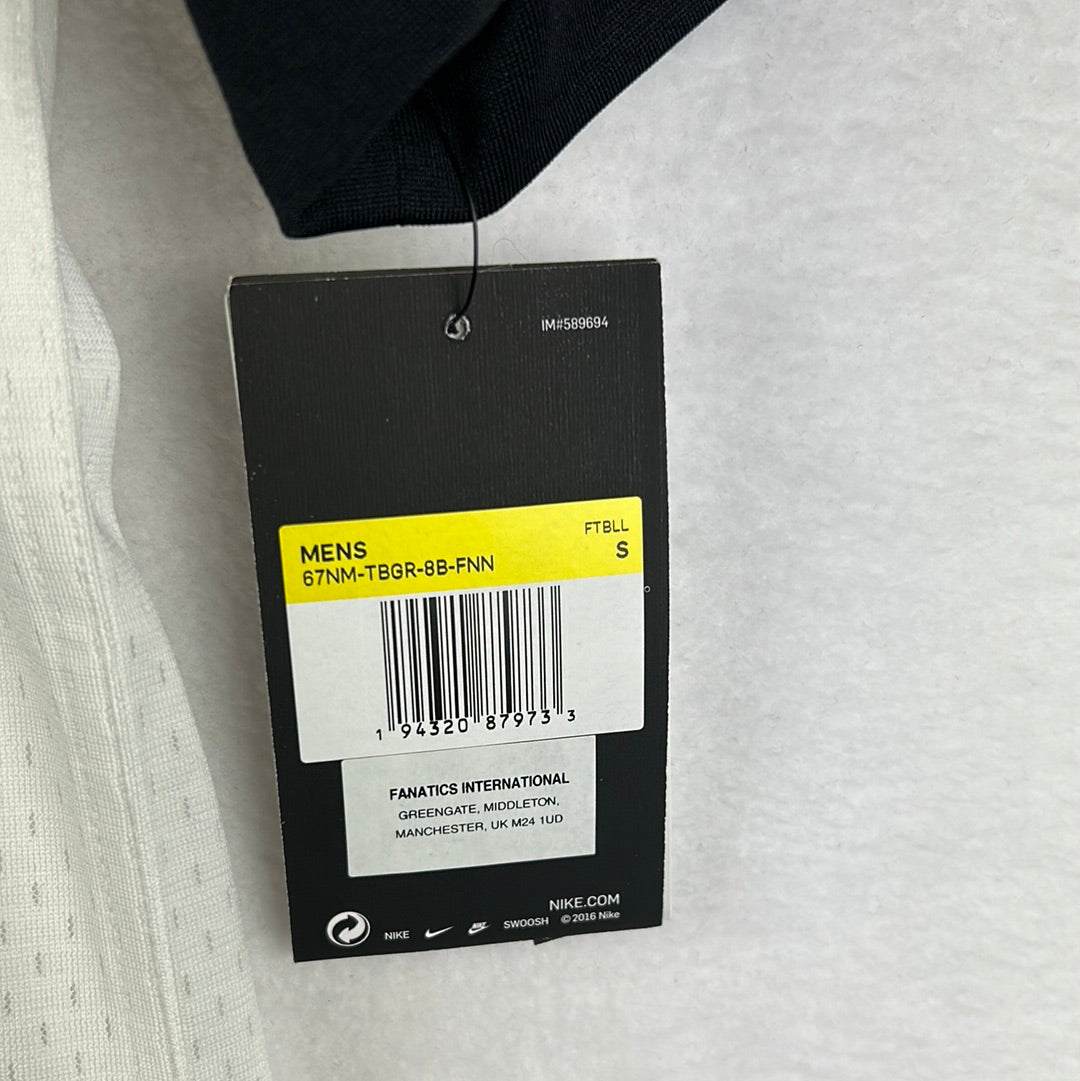 IM#589694
MENS
FTBLL
67NM-TBGR-8B-FNN
S
1 94320 87973 3
FANATICS INTERNATIONAL
GREENGATE, MIDDLETON,
MANCHESTER, UK M24 1UD
NIKE.COM
NIKE NIKE SWOOSH © 2016 Nike